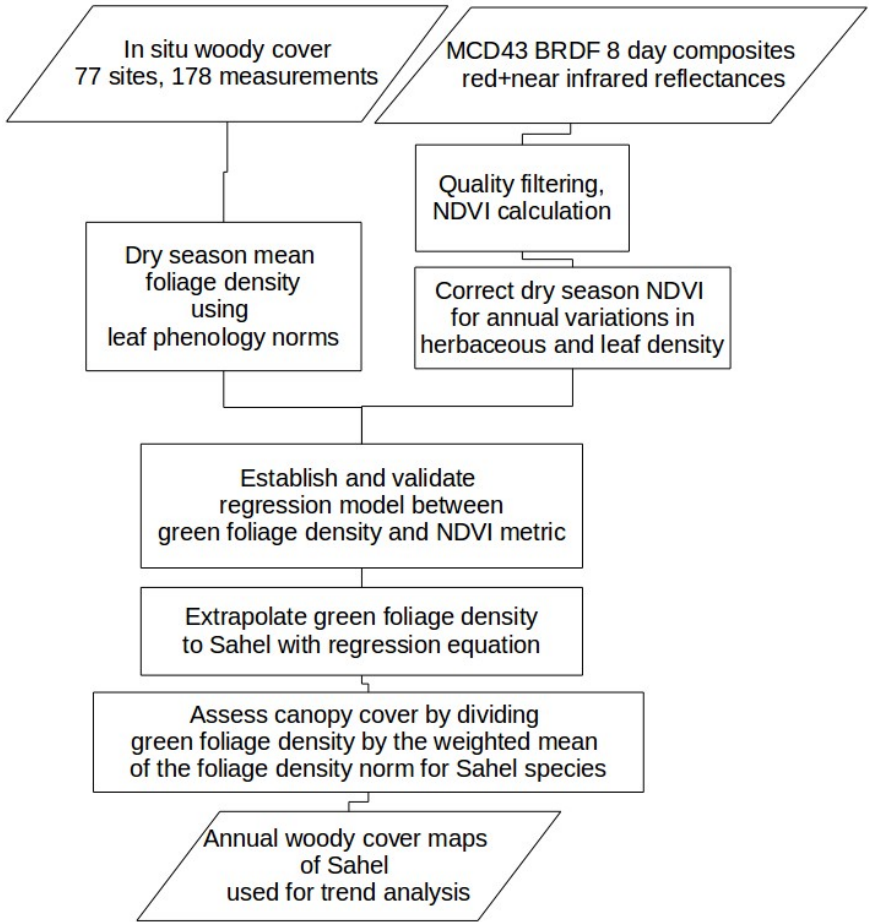 In situ woody cover
77 sites, 178 measurements
MCD43 BRDF 8 day composites
red+near infrared reflectances
Quality filtering,
NDVI calculation
Dry season mean
foliage density
using
leaf phenology norms
Correct dry season NDVI
for annual variations in
herbaceous and leaf density
Establish and validate
regression model between
green foliage density and NDVI metric
Extrapolate green foliage density
to Sahel with regression equation
Assess canopy cover by dividing
green foliage density by the weighted mean
of the foliage density norm for Sahel species
Annual woody cover maps
of Sahel
used for trend analysis